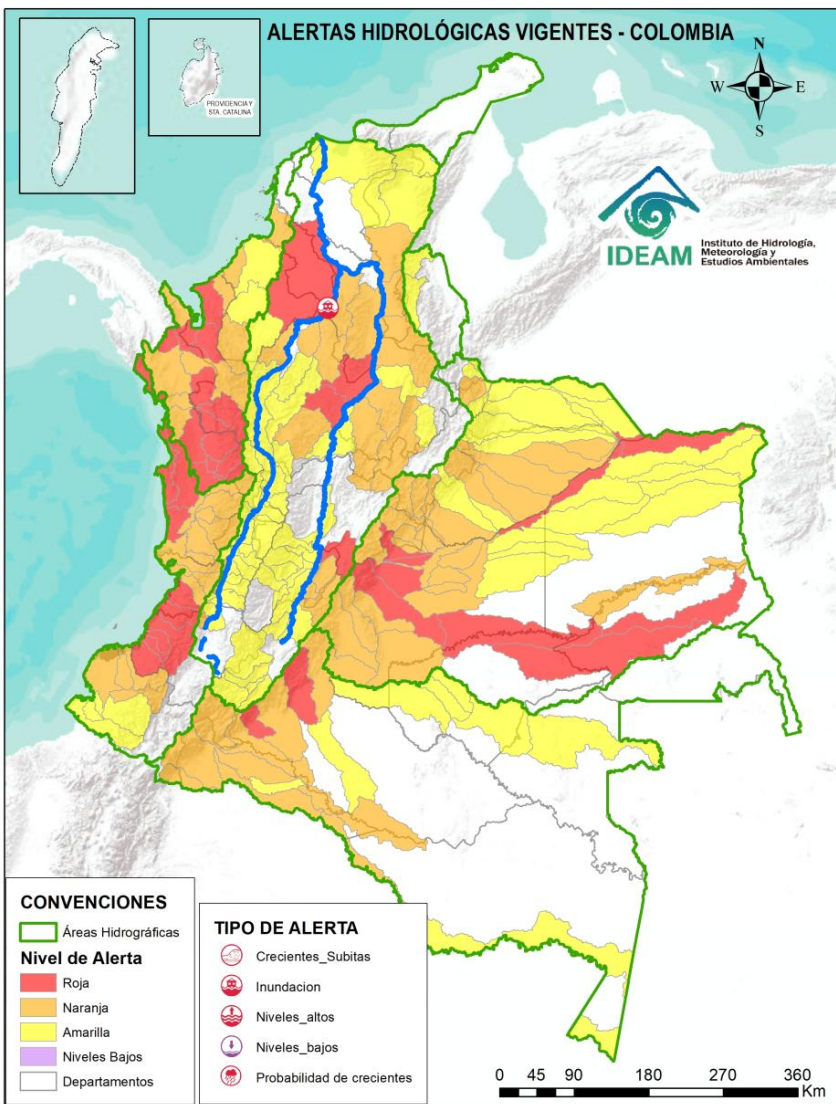 ALERTAS HIDROLÓGICAS VIGENTES - COLOMBIA
PROVIDENCIA Y
STA. CATALINA
N
W
E
S
IDEAM
Instituto de Hidrología,
Meteorología y
Estudios Ambientales
CONVENCIONES
Áreas Hidrográficas
Nivel de Alerta
Roja
Naranja
Amarilla
Niveles Bajos
Departamentos
TIPO DE ALERTA
Crecientes_Subitas
Inundacion
Niveles_altos
Niveles_bajos
Probabilidad de crecientes
0 45 90 180 270 360
Km